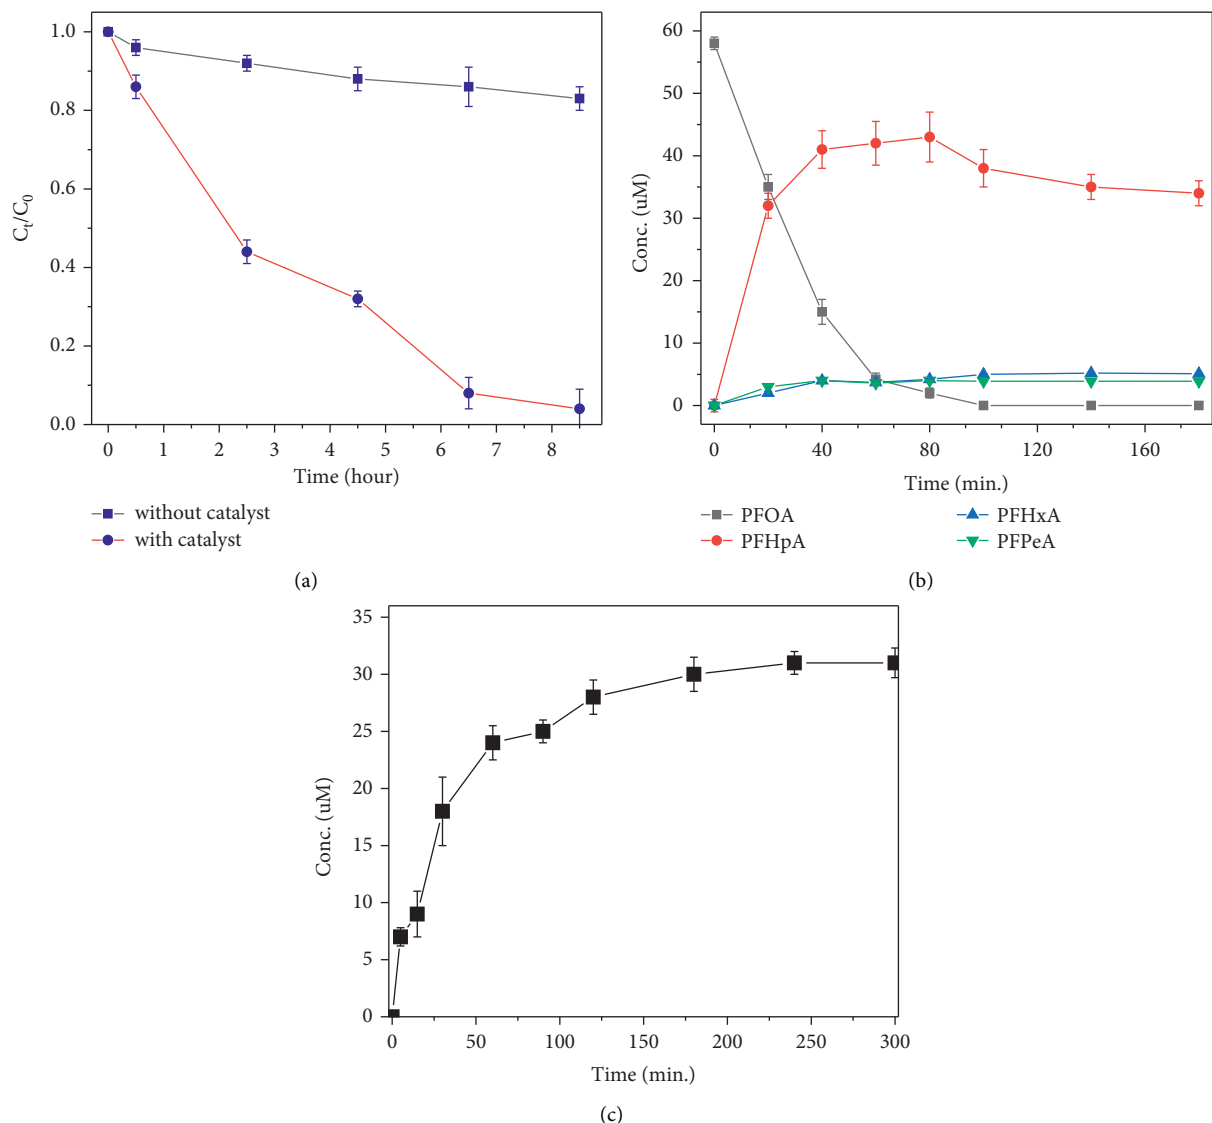 1.0
0.8
0.6
0.4
0.2
0.0
Cₜ/C₀
0 1 2 3 4 5 6 7 8
Time (hour)
without catalyst
with catalyst
(a)
60
50
40
30
20
10
0
Conc. (uM)
0 40 80 120 160
Time (min.)
PFOA PFHxA
PFHpA PFPeA
(b)
35
30
25
20
15
10
5
0
Conc. (uM)
0 50 100 150 200 250 300
Time (min.)
(c)